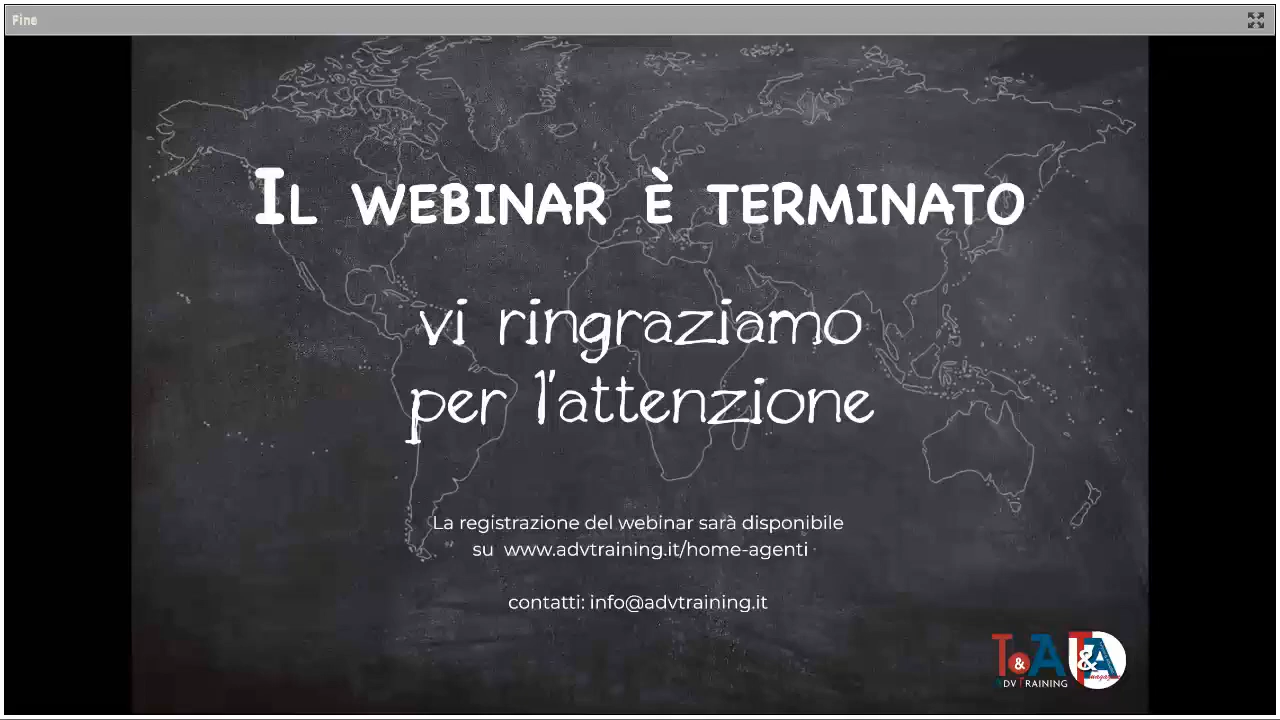 Fine
IL WEBINAR È TERMINATO
vi ringraziamo
per l'attenzione
La registrazione del webinar sarà disponibile
su www.advtraining.it/home-agenti
contatti: info@advtraining.it
T&A T&A
ADV TRAINING magazine